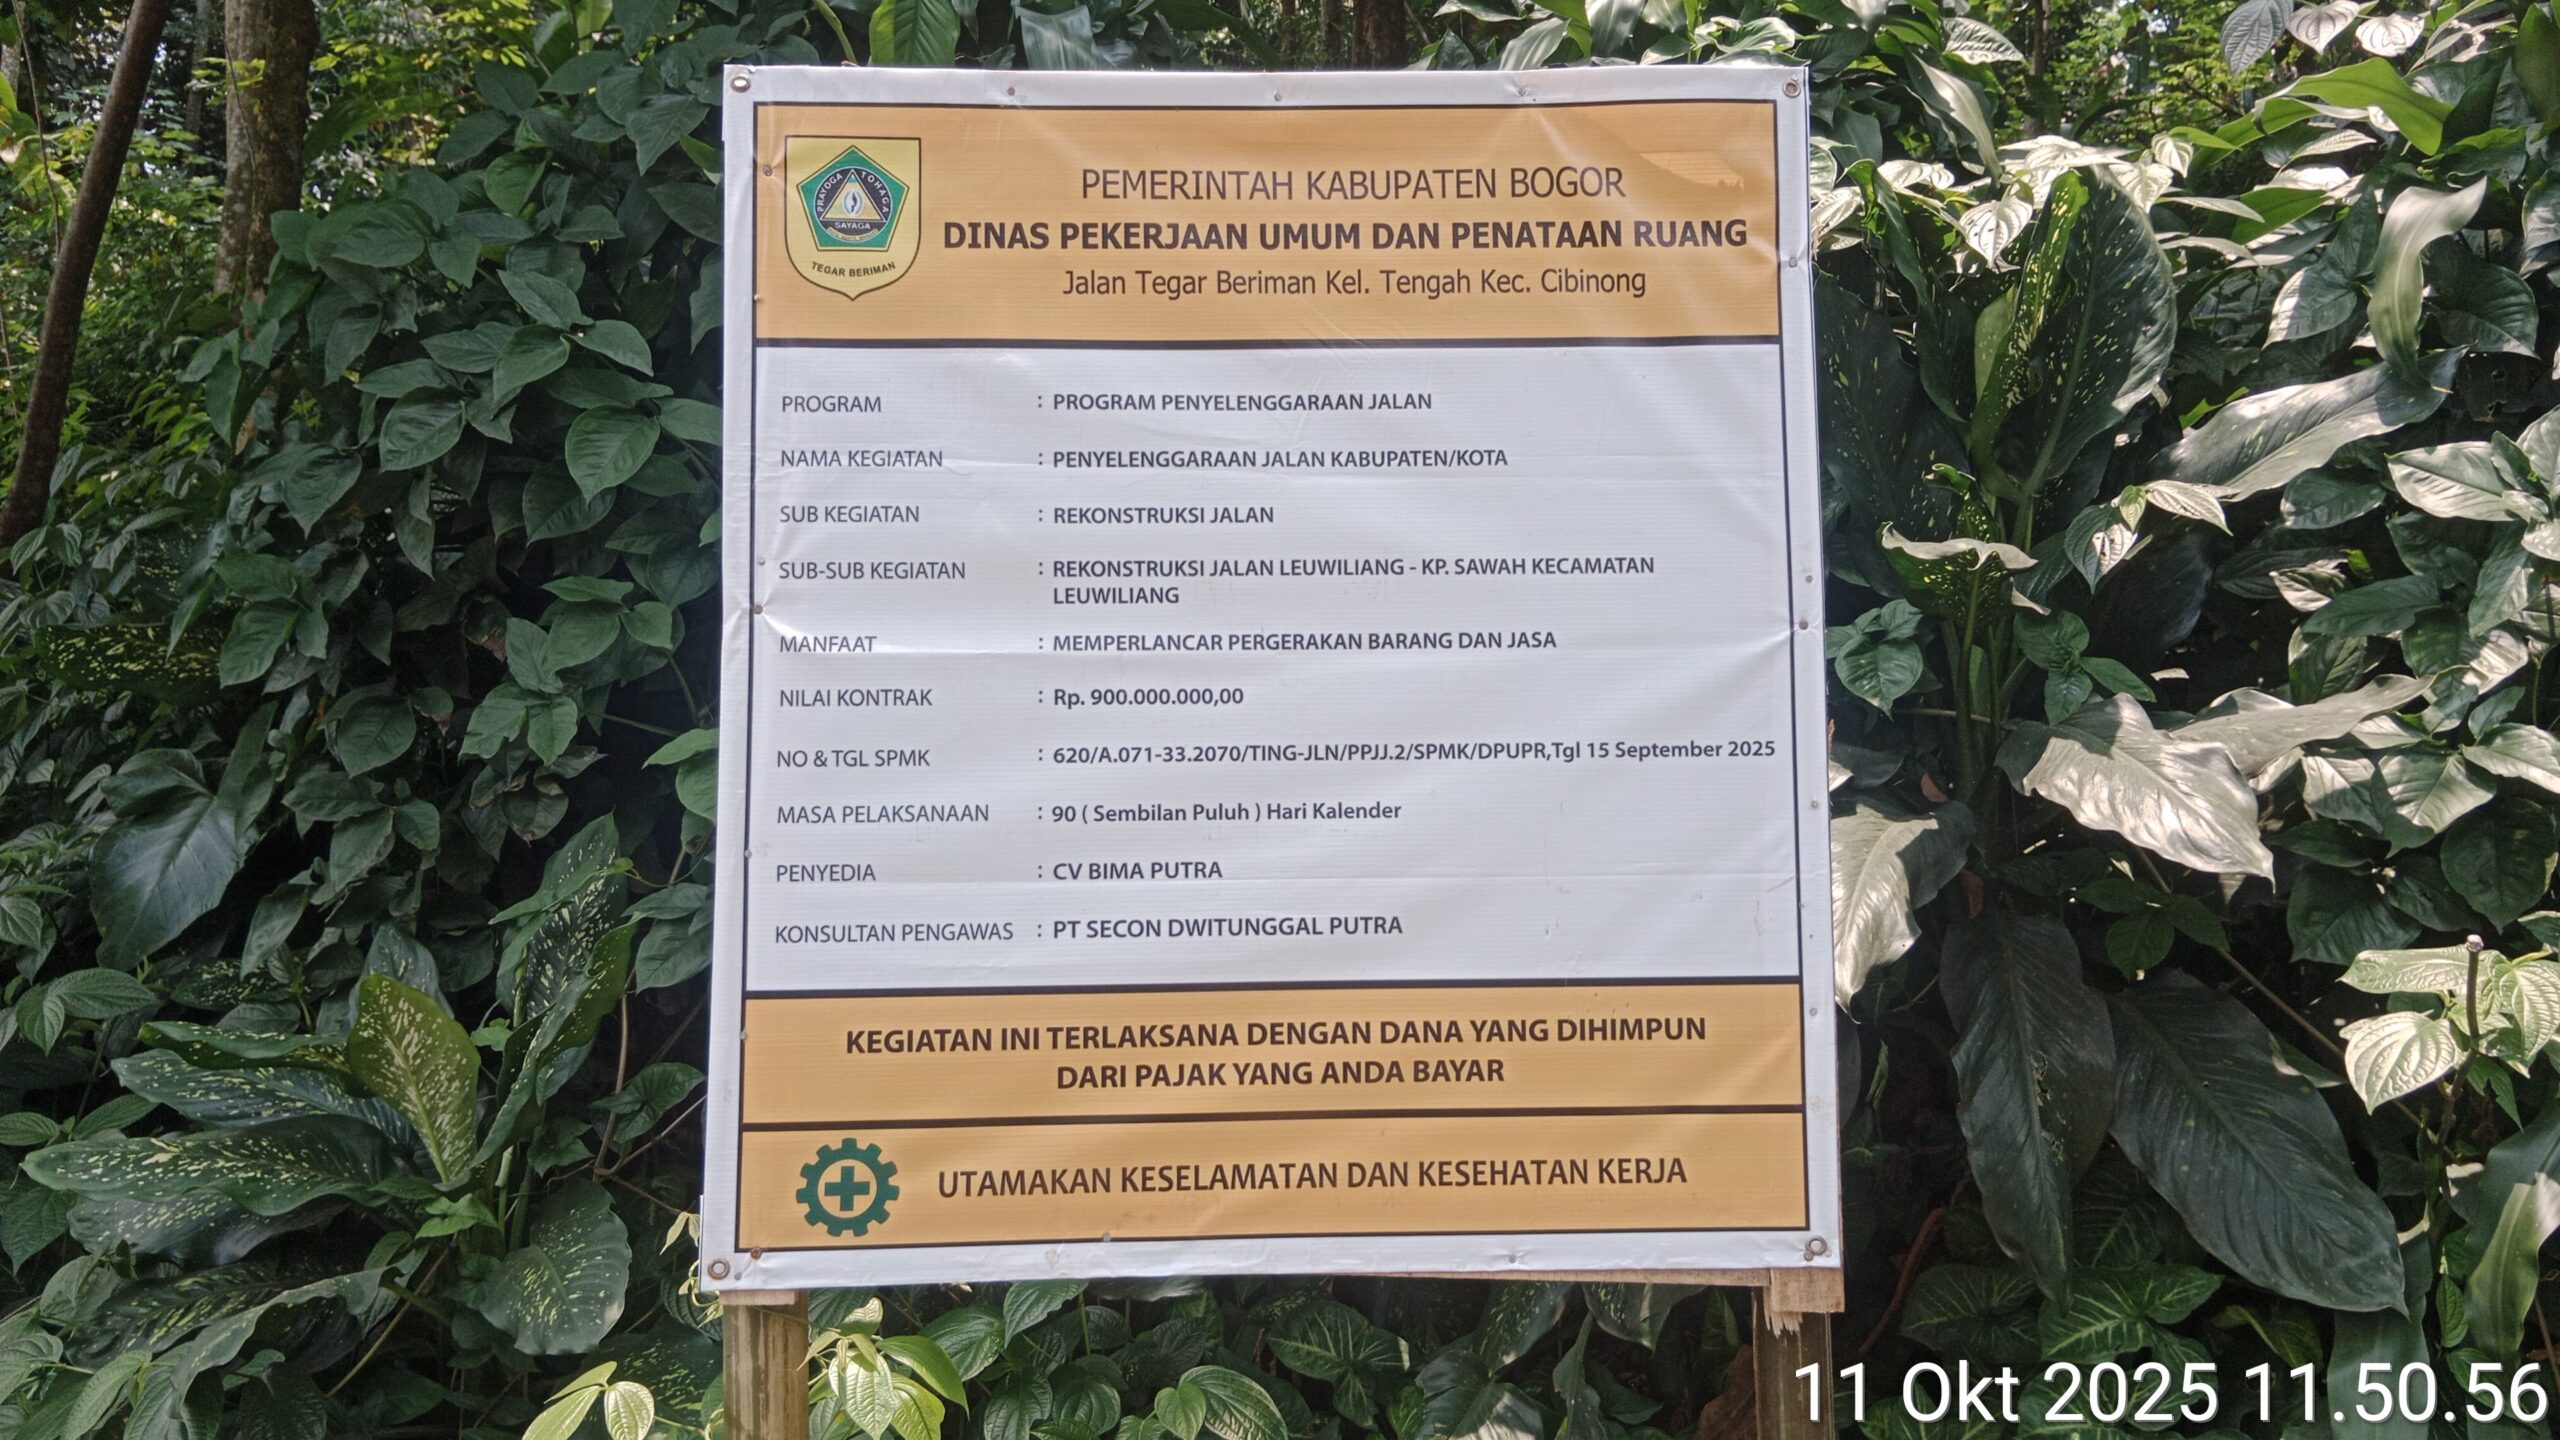 PRAYOGA TOHAGA
SAYAGA
TEGAR BERIMAN
PEMERINTAH KABUPATEN BOGOR
DINAS PEKERJAAN UMUM DAN PENATAAN RUANG
Jalan Tegar Beriman Kel. Tengah Kec. Cibinong
PROGRAM : PROGRAM PENYELENGGARAAN JALAN
NAMA KEGIATAN : PENYELENGGARAAN JALAN KABUPATEN/KOTA
SUB KEGIATAN : REKONSTRUKSI JALAN
SUB-SUB KEGIATAN : REKONSTRUKSI JALAN LEUWILIANG - KP. SAWAH KECAMATAN
LEUWILIANG
MANFAAT : MEMPERLANCAR PERGERAKAN BARANG DAN JASA
NILAI KONTRAK : Rp. 900.000.000,00
NO & TGL SPMK : 620/A.071-33.2070/TING-JLN/PPJJ.2/SPMK/DPUPR,Tgl 15 September 2025
MASA PELAKSANAAN : 90 ( Sembilan Puluh ) Hari Kalender
PENYEDIA : CV BIMA PUTRA
KONSULTAN PENGAWAS : PT SECON DWITUNGGAL PUTRA
KEGIATAN INI TERLAKSANA DENGAN DANA YANG DIHIMPUN
DARI PAJAK YANG ANDA BAYAR
UTAMAKAN KESELAMATAN DAN KESEHATAN KERJA
11 Okt 2025 11.50.56